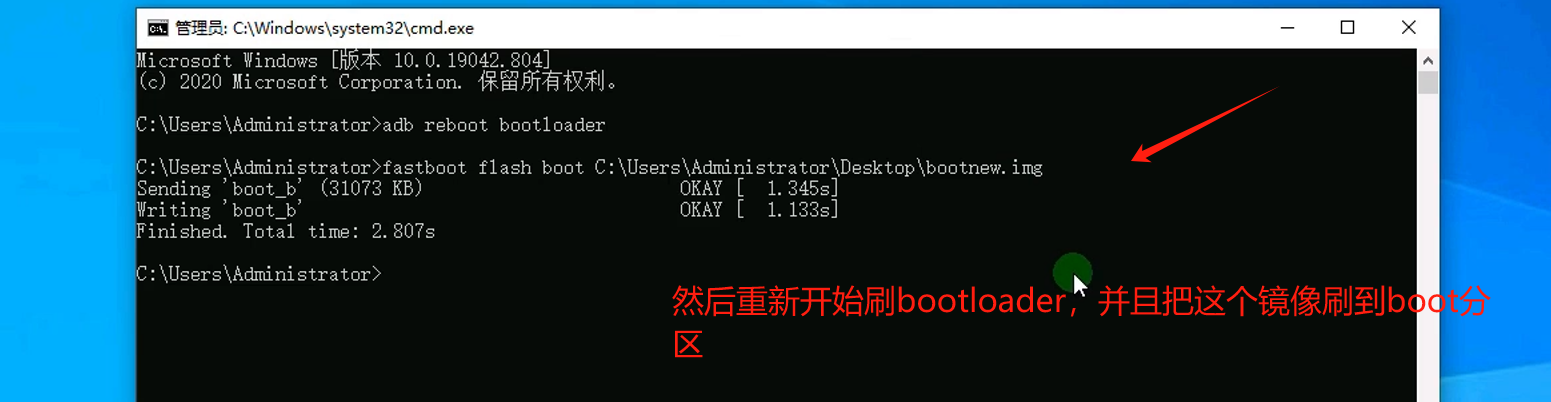 管理员: C:\Windows\system32\cmd.exe
Microsoft Windows [版本 10.0.19042.804]
(c) 2020 Microsoft Corporation. 保留所有权利。
C:\Users\Administrator>adb reboot bootloader
C:\Users\Administrator>fastboot flash boot C:\Users\Administrator\Desktop\bootnew.img
Sending 'boot_b' (31073 KB) OKAY [ 1.345s]
Writing 'boot_b' OKAY [ 1.133s]
Finished. Total time: 2.807s
C:\Users\Administrator>
然后重新开始刷bootloader，并且把这个镜像刷到boot分
区